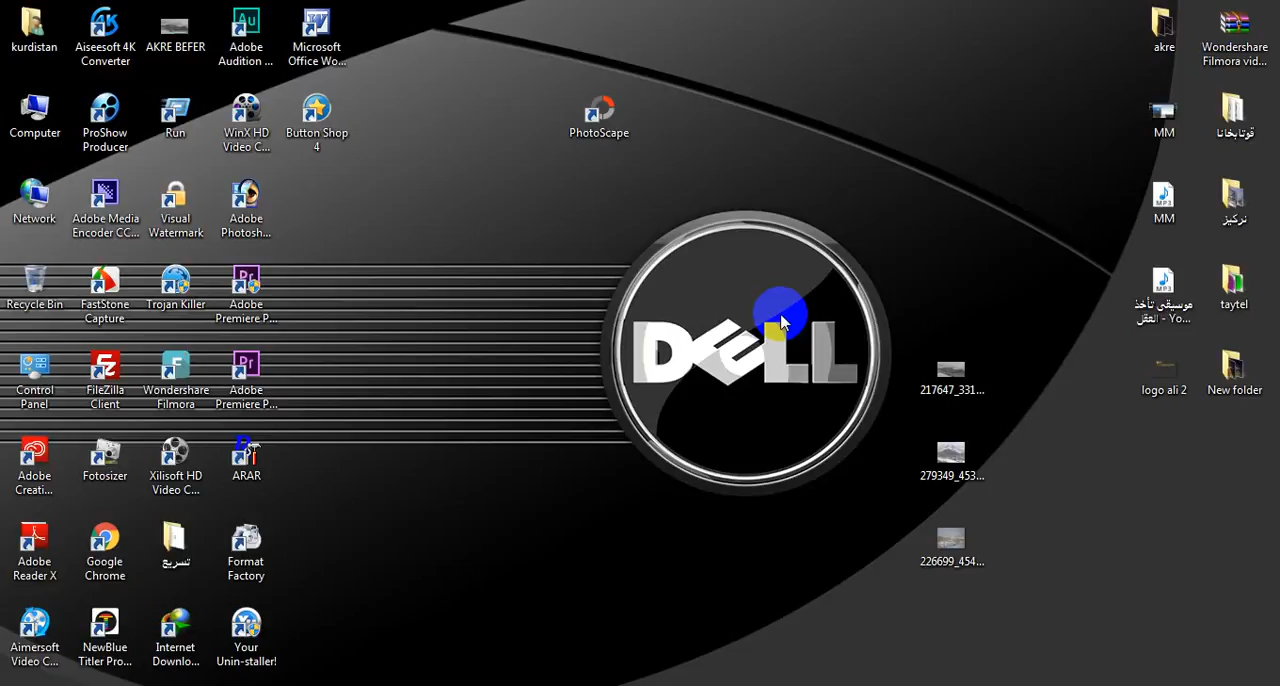 kurdistan
Aiseesoft 4K
Converter
AKRE BEFER
Adobe
Audition ...
Microsoft
Office Wo...
akre
Wondershare
Filmora vid...
Computer
ProShow
Producer
Run
WinX HD
Video C...
Button Shop
4
PhotoScape
MM
قوتابخانا
Network
Adobe Media
Encoder CC...
Visual
Watermark
Adobe
Photosh...
MP3
MM
نركيز
Recycle Bin
FastStone
Capture
Trojan Killer
Adobe
Premiere P...
MP3
موسيقى تأخذ
العقل - Yo...
taytel
DELL
Control
Panel
FileZilla
Client
Wondershare
Filmora
Adobe
Premiere P...
217647_331...
logo ali 2
New folder
Adobe
Creati...
Fotosizer
Xilisoft HD
Video C...
ARAR
279349_453...
Adobe
Reader X
Google
Chrome
تسريع
Format
Factory
226699_454...
Aimersoft
Video C...
NewBlue
Titler Pro...
Internet
Downlo...
Your
Unin-staller!